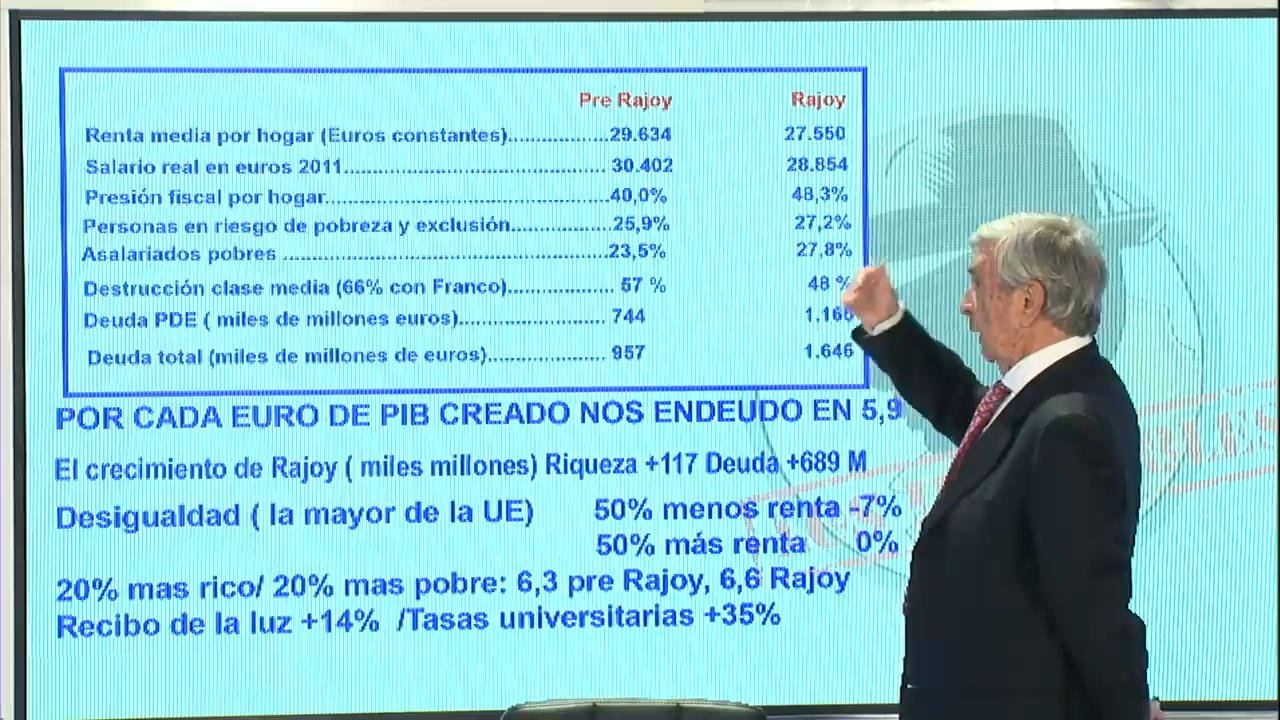 Pre Rajoy Rajoy
Renta media por hogar (Euros constantes)..................29.634 27.550
Salario real en euros 2011.............................................. 30.402 28.854
Presión fiscal por hogar..................................................40,0% 48,3%
Personas en riesgo de pobreza y exclusión..................25,9% 27,2%
Asalariados pobres .........................................................23,5% 27,8%
Destrucción clase media (66% con Franco)................... 57 % 48 %
Deuda PDE ( miles de millones euros)........................... 744
Deuda total (miles de millones de euros)...................... 957 1.646
POR CADA EURO DE PIB CREADO NOS ENDEUDO EN 5,9
El crecimiento de Rajoy ( miles millones) Riqueza +117 Deuda +689 M
Desigualdad ( la mayor de la UE) 50% menos renta -7%
50% más renta 0%
20% mas rico/ 20% mas pobre: 6,3 pre Rajoy, 6,6 Rajoy
Recibo de la luz +14% /Tasas universitarias +35%